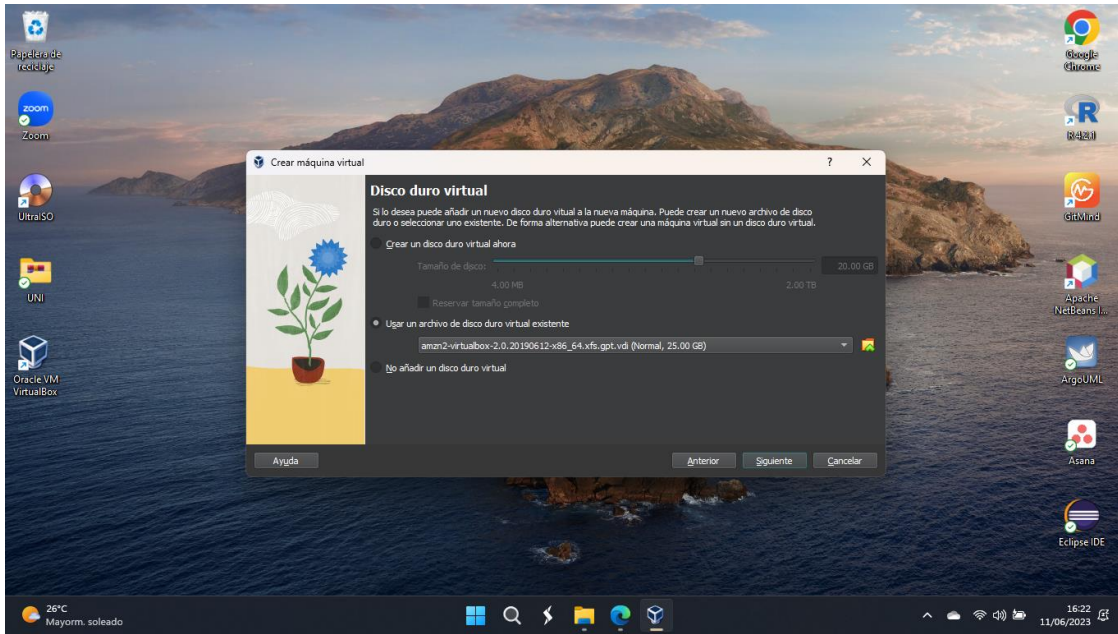 Papelera de
reciclaje
zoom
Zoom
UltraISO
UNI
Oracle VM
VirtualBox
Crear máquina virtual
Disco duro virtual
Si lo desea puede añadir un nuevo disco duro vitual a la nueva máquina. Puede crear un nuevo archivo de disco
duro o seleccionar uno existente. De forma alternativa puede crear una máquina virtual sin un disco duro virtual.
Crear un disco duro virtual ahora
Tamaño de disco:
20.00 GB
4.00 MB
2.00 TB
Reservar tamaño completo
Usar un archivo de disco duro virtual existente
amzn2-virtualbox-2.0.20190612-x86_64.xfs.gpt.vdi (Normal, 25.00 GB)
No añadir un disco duro virtual
Ayuda
Anterior
Siguiente
Cancelar
Google
Chrome
R
R 4.2.1
GitMind
Apache
NetBeans I...
ArgoUML
Asana
Eclipse IDE
26°C
Mayorm. soleado
16:22
11/06/2023